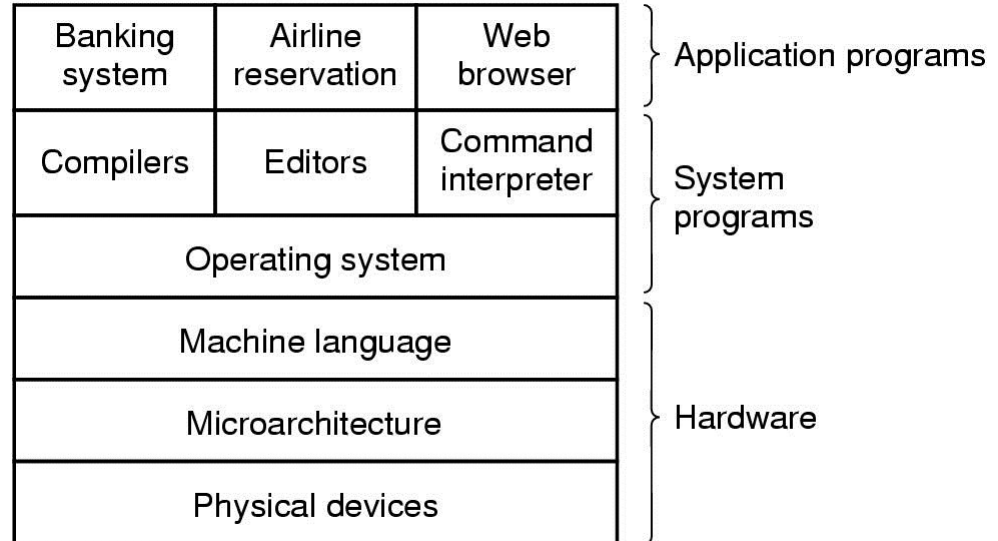 Banking
system
Airline
reservation
Web
browser
Application programs
Compilers
Editors
Command
interpreter
System
programs
Operating system
Machine language
Microarchitecture
Hardware
Physical devices